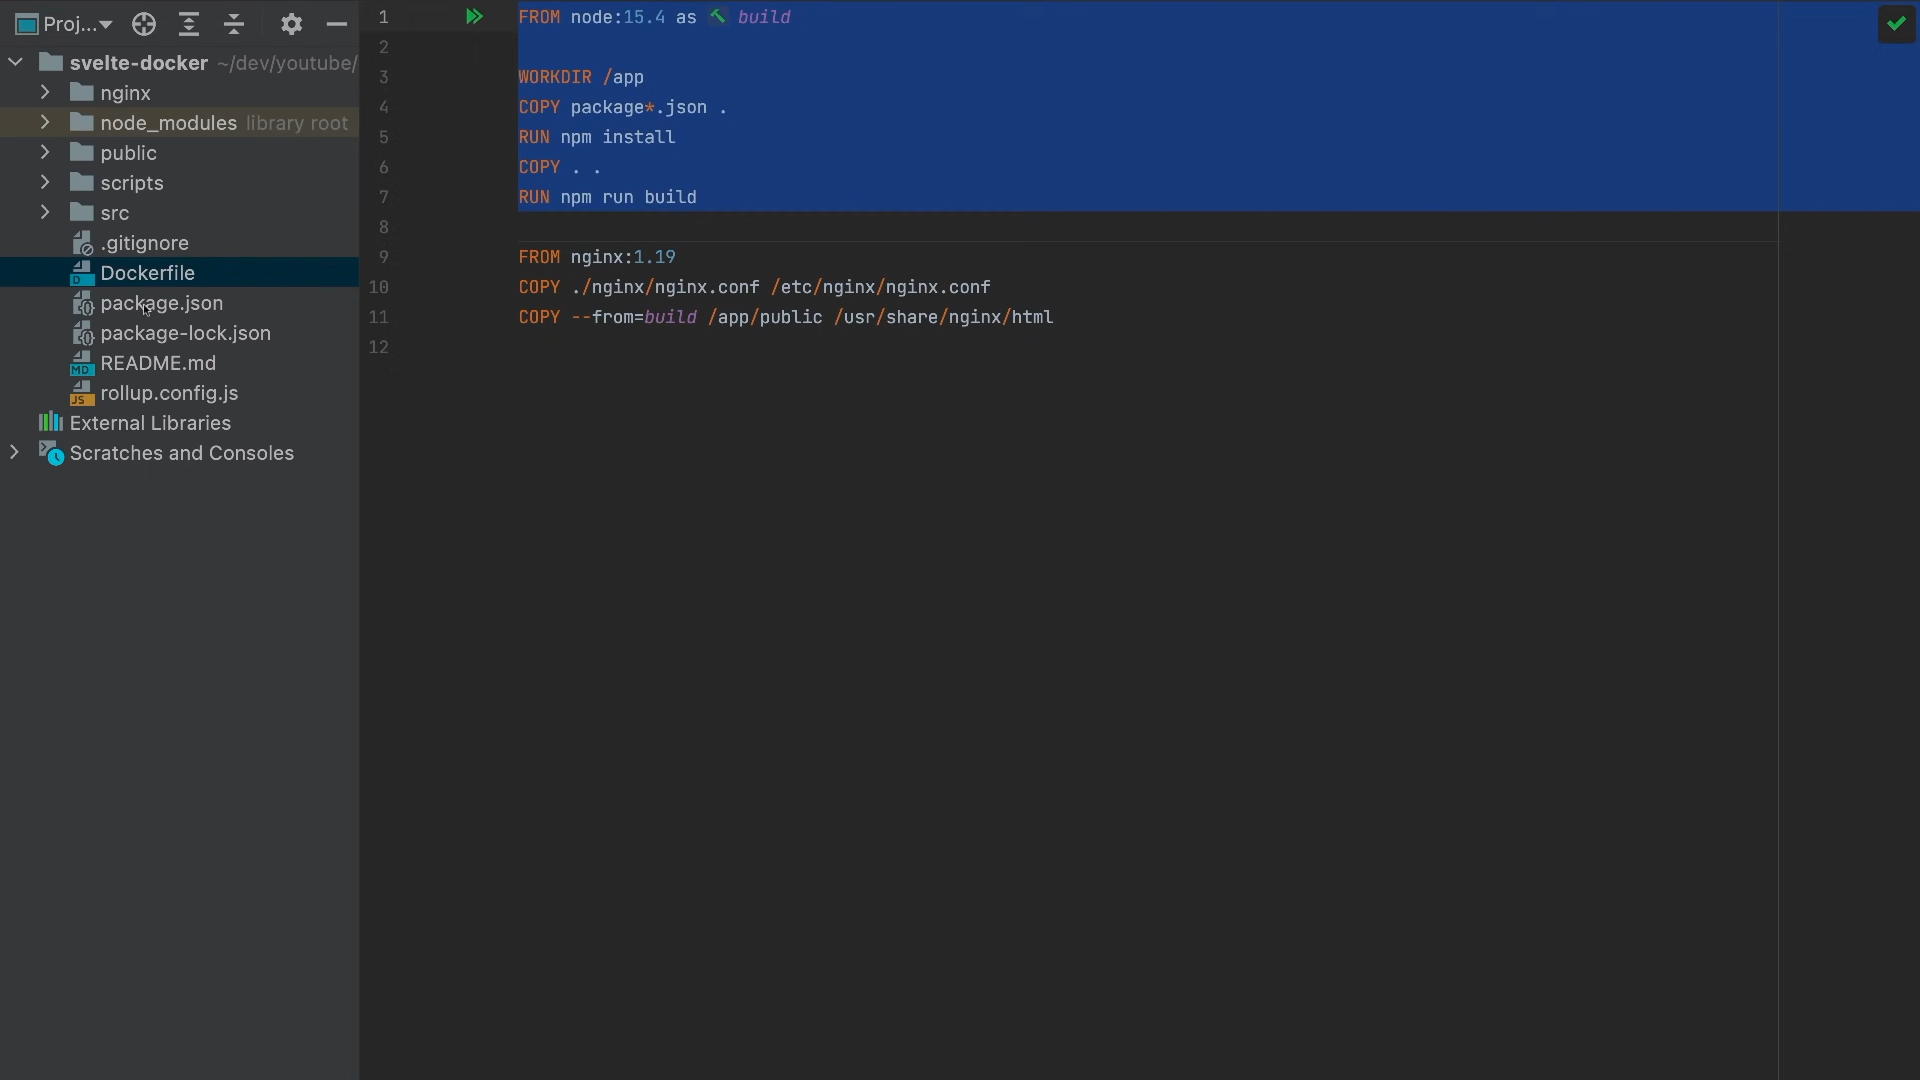 Proj...
svelte-docker ~/dev/youtube/
nginx
node_modules library root
public
scripts
src
.gitignore
Dockerfile
package.json
package-lock.json
README.md
rollup.config.js
External Libraries
Scratches and Consoles
1 FROM node:15.4 as build
2
3 WORKDIR /app
4 COPY package*.json .
5 RUN npm install
6 COPY . .
7 RUN npm run build
8
9 FROM nginx:1.19
10 COPY ./nginx/nginx.conf /etc/nginx/nginx.conf
11 COPY --from=build /app/public /usr/share/nginx/html
12